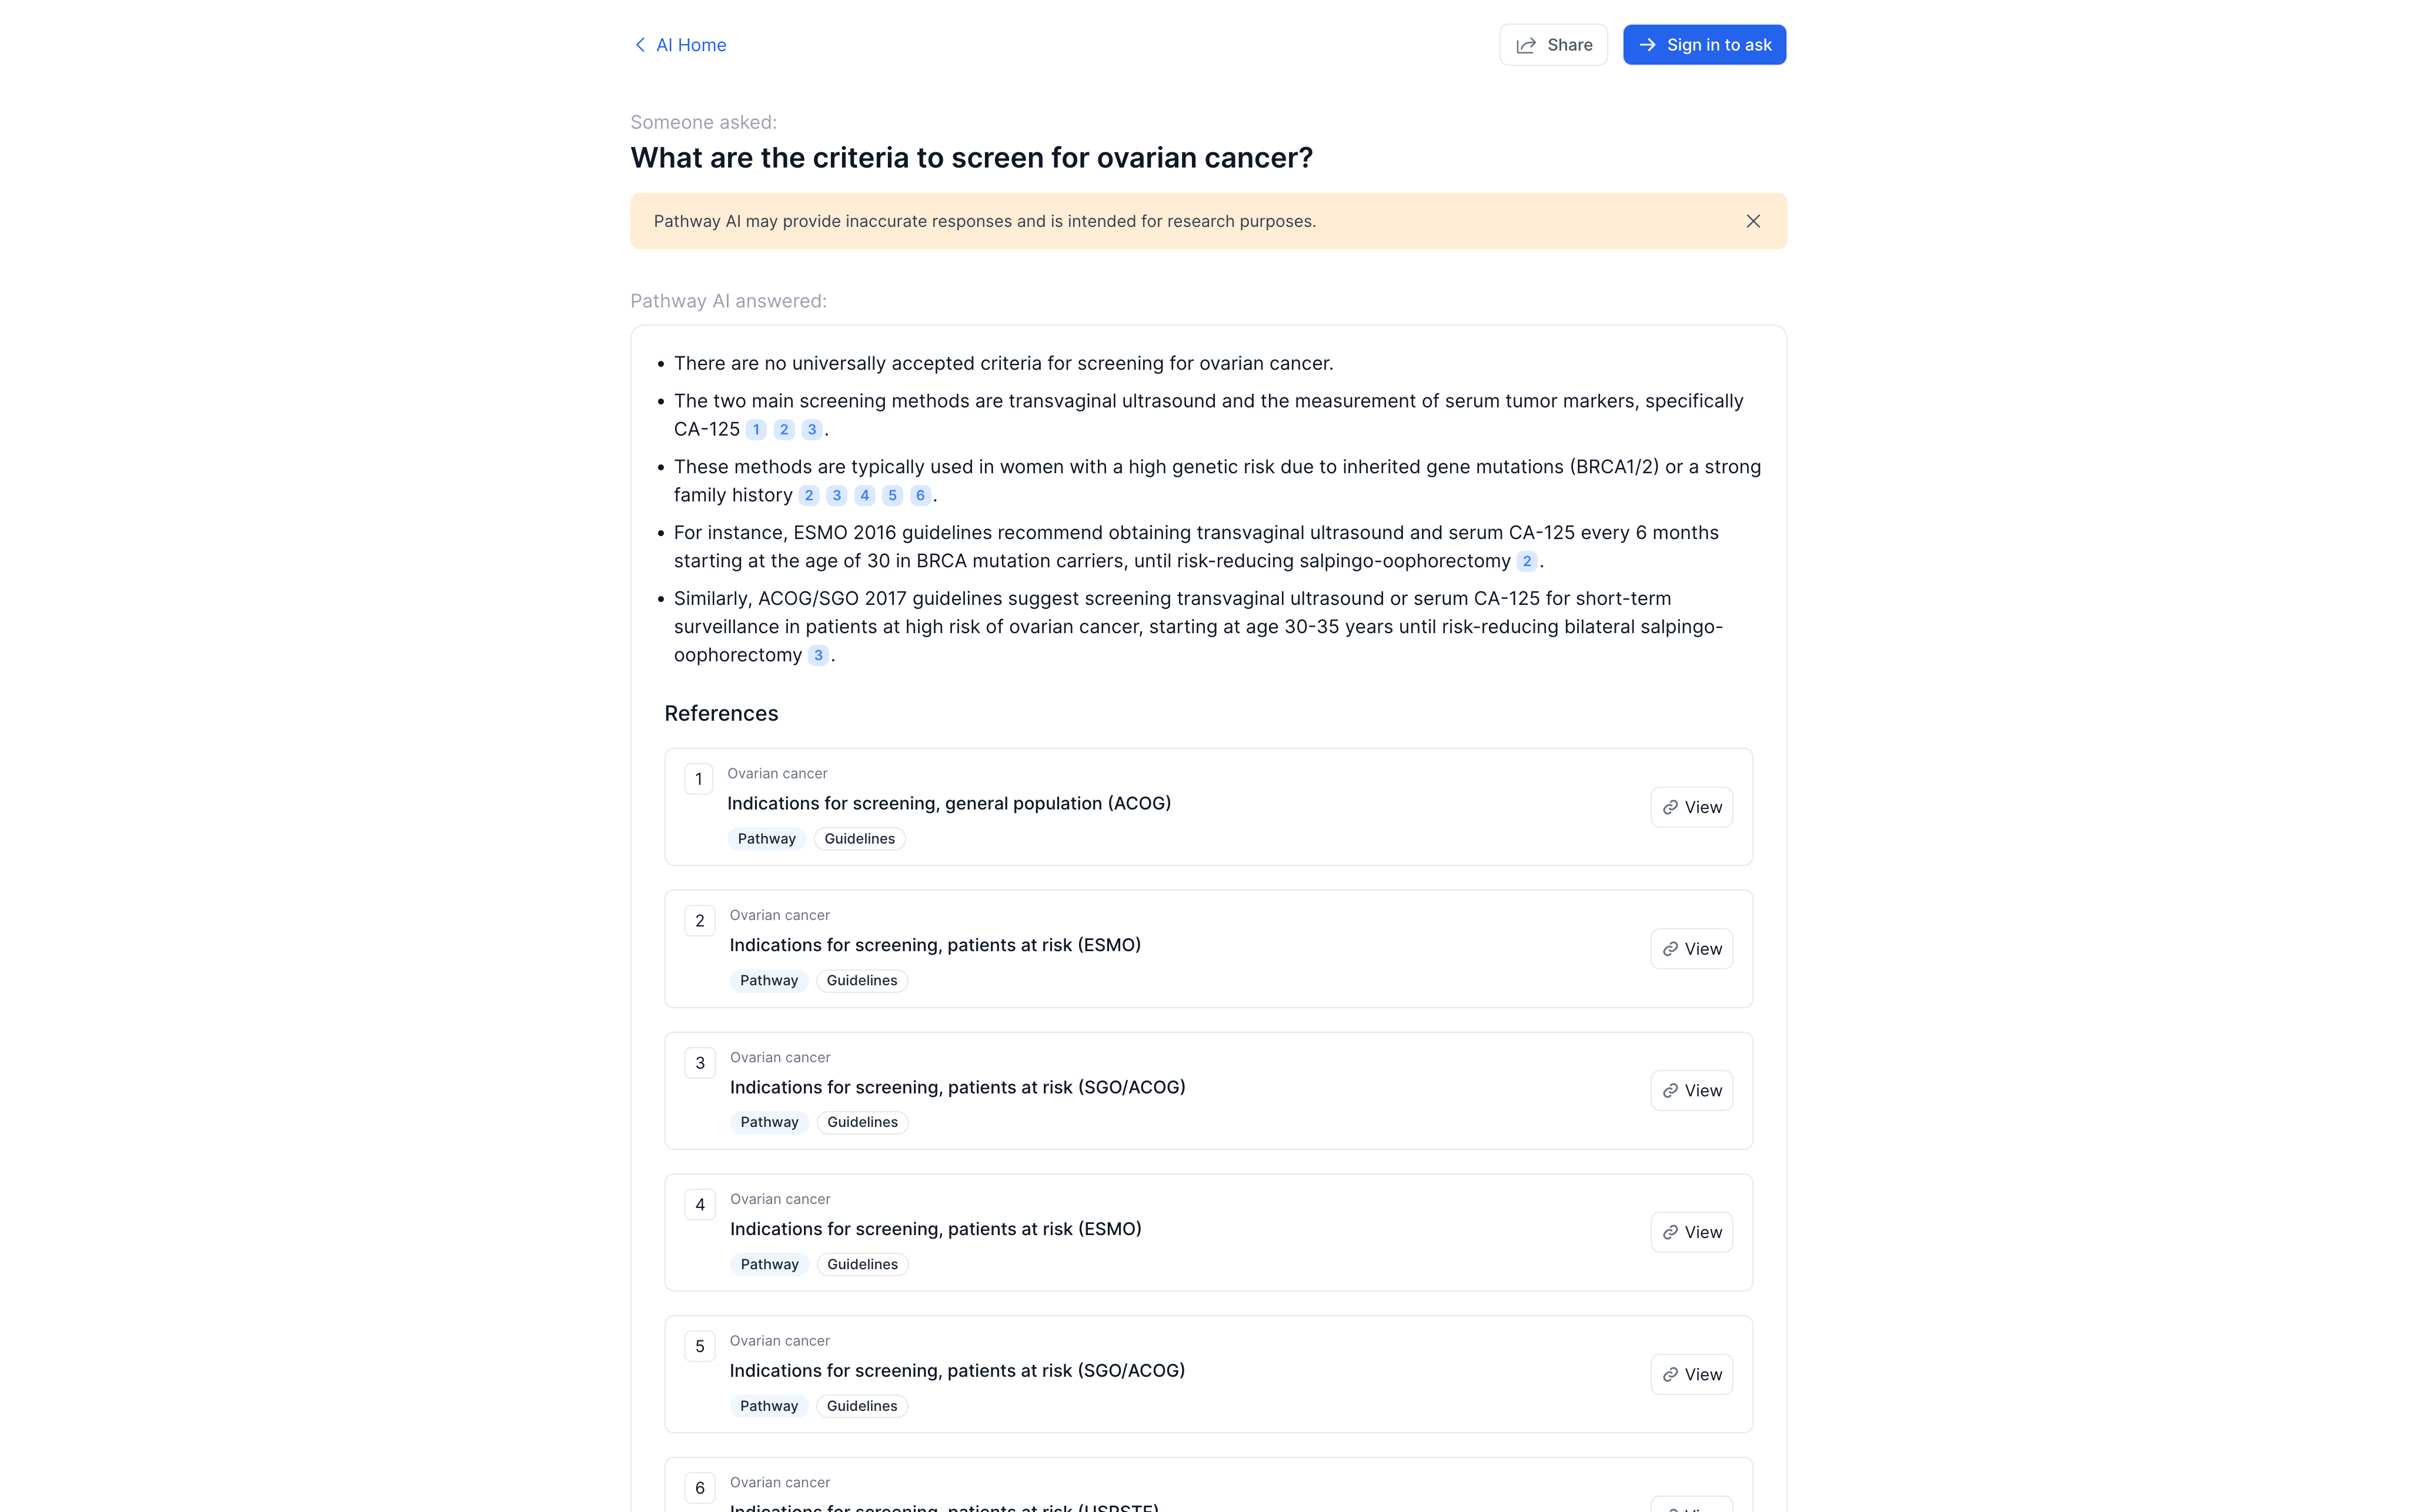 AI Home
Share
Sign in to ask
Someone asked:
What are the criteria to screen for ovarian cancer?
Pathway AI may provide inaccurate responses and is intended for research purposes.
Pathway AI answered:
• There are no universally accepted criteria for screening for ovarian cancer.
• The two main screening methods are transvaginal ultrasound and the measurement of serum tumor markers, specifically
CA-125 1 2 3 .
• These methods are typically used in women with a high genetic risk due to inherited gene mutations (BRCA1/2) or a strong
family history 2 3 4 5 6 .
• For instance, ESMO 2016 guidelines recommend obtaining transvaginal ultrasound and serum CA-125 every 6 months
starting at the age of 30 in BRCA mutation carriers, until risk-reducing salpingo-oophorectomy 2 .
• Similarly, ACOG/SGO 2017 guidelines suggest screening transvaginal ultrasound or serum CA-125 for short-term
surveillance in patients at high risk of ovarian cancer, starting at age 30-35 years until risk-reducing bilateral salpingo-
oophorectomy 3 .
References
1
Ovarian cancer
Indications for screening, general population (ACOG)
Pathway Guidelines
View
2
Ovarian cancer
Indications for screening, patients at risk (ESMO)
Pathway Guidelines
View
3
Ovarian cancer
Indications for screening, patients at risk (SGO/ACOG)
Pathway Guidelines
View
4
Ovarian cancer
Indications for screening, patients at risk (ESMO)
Pathway Guidelines
View
5
Ovarian cancer
Indications for screening, patients at risk (SGO/ACOG)
Pathway Guidelines
View
6
Ovarian cancer
Indications for screening, patients at risk (USPSTF)